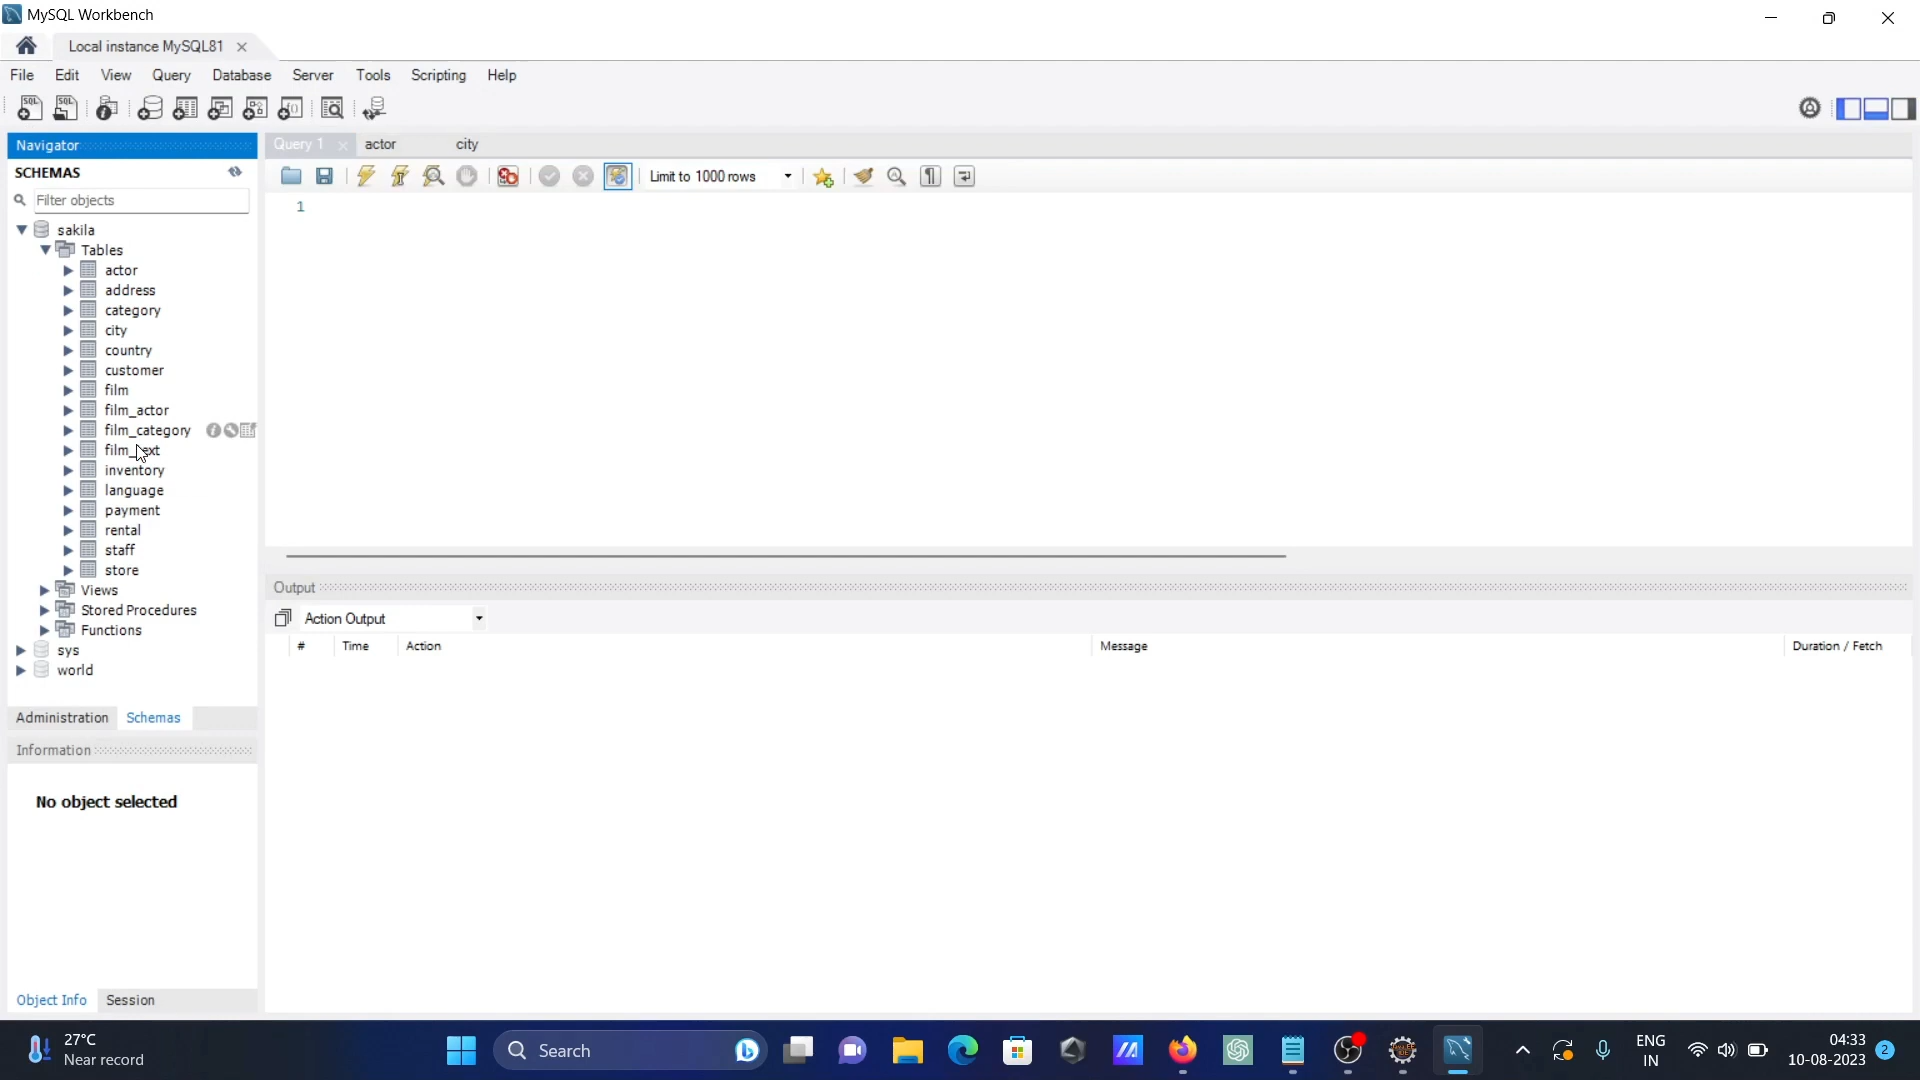 MySQL Workbench
Local instance MySQL81
File Edit View Query Database Server Tools Scripting Help
Navigator
SCHEMAS
Filter objects
sakila
Tables
actor
address
category
city
country
customer
film
film_actor
film_category
film_text
inventory
language
payment
rental
staff
store
Views
Stored Procedures
Functions
sys
world
Administration Schemas
Information
No object selected
Object Info Session
Query 1 actor city
Limit to 1000 rows
1
Output
Action Output
# Time Action Message Duration / Fetch
27°C
Near record
Search
ENG
IN
04:33
10-08-2023
2